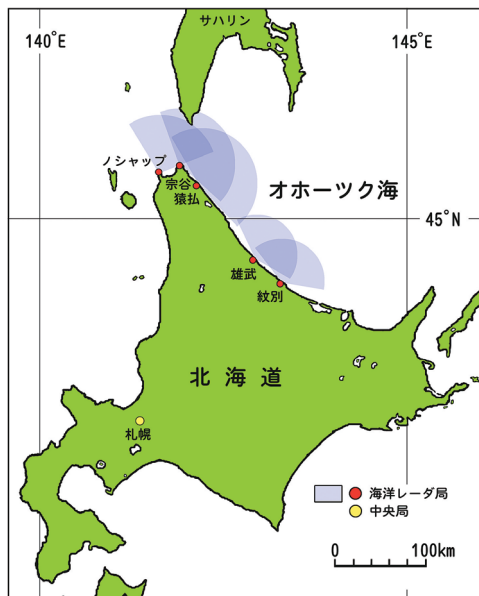 サハリン
140°E
145°E
ノシャップ
宗谷
猿払
オホーツク海
45°N
雄武
紋別
北海道
札幌
海洋レーダ局
中央局
0
100km